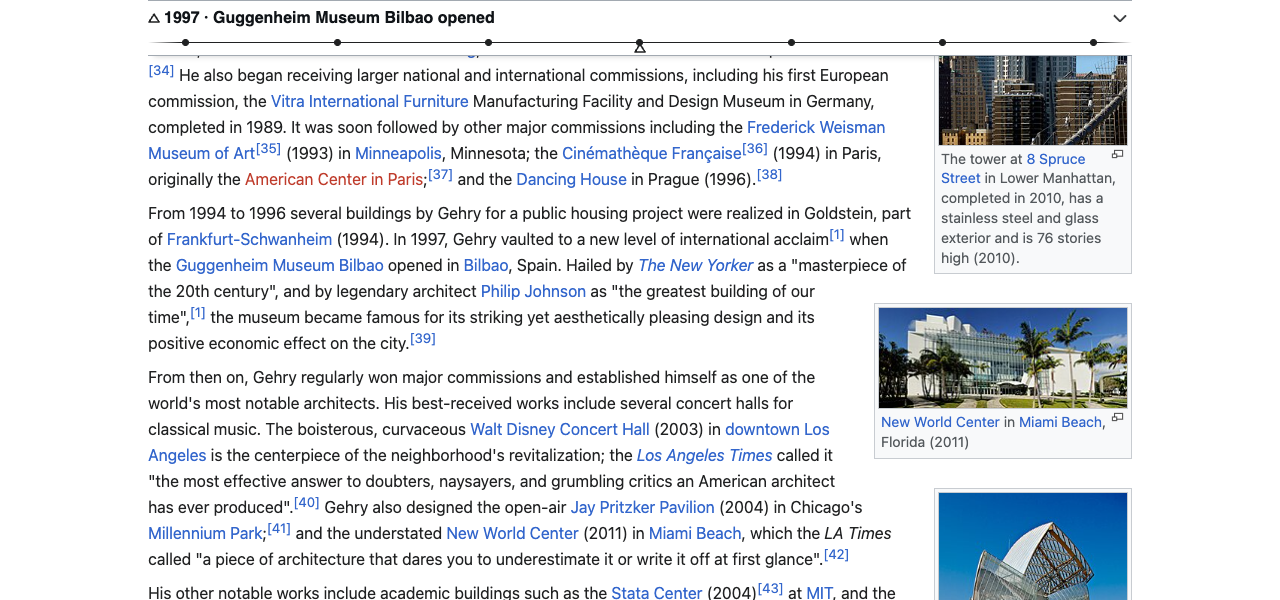 △ 1997 · Guggenheim Museum Bilbao opened
[34] He also began receiving larger national and international commissions, including his first European
commission, the Vitra International Furniture Manufacturing Facility and Design Museum in Germany,
completed in 1989. It was soon followed by other major commissions including the Frederick Weisman
Museum of Art[35] (1993) in Minneapolis, Minnesota; the Cinémathèque Française[36] (1994) in Paris,
originally the American Center in Paris;[37] and the Dancing House in Prague (1996).[38]
From 1994 to 1996 several buildings by Gehry for a public housing project were realized in Goldstein, part
of Frankfurt-Schwanheim (1994). In 1997, Gehry vaulted to a new level of international acclaim[1] when
the Guggenheim Museum Bilbao opened in Bilbao, Spain. Hailed by The New Yorker as a "masterpiece of
the 20th century", and by legendary architect Philip Johnson as "the greatest building of our
time",[1] the museum became famous for its striking yet aesthetically pleasing design and its
positive economic effect on the city.[39]
From then on, Gehry regularly won major commissions and established himself as one of the
world's most notable architects. His best-received works include several concert halls for
classical music. The boisterous, curvaceous Walt Disney Concert Hall (2003) in downtown Los
Angeles is the centerpiece of the neighborhood's revitalization; the Los Angeles Times called it
"the most effective answer to doubters, naysayers, and grumbling critics an American architect
has ever produced".[40] Gehry also designed the open-air Jay Pritzker Pavilion (2004) in Chicago's
Millennium Park;[41] and the understated New World Center (2011) in Miami Beach, which the LA Times
called "a piece of architecture that dares you to underestimate it or write it off at first glance".[42]
His other notable works include academic buildings such as the Stata Center (2004)[43] at MIT, and the
The tower at 8 Spruce
Street in Lower Manhattan,
completed in 2010, has a
stainless steel and glass
exterior and is 76 stories
high (2010).
New World Center in Miami Beach,
Florida (2011)